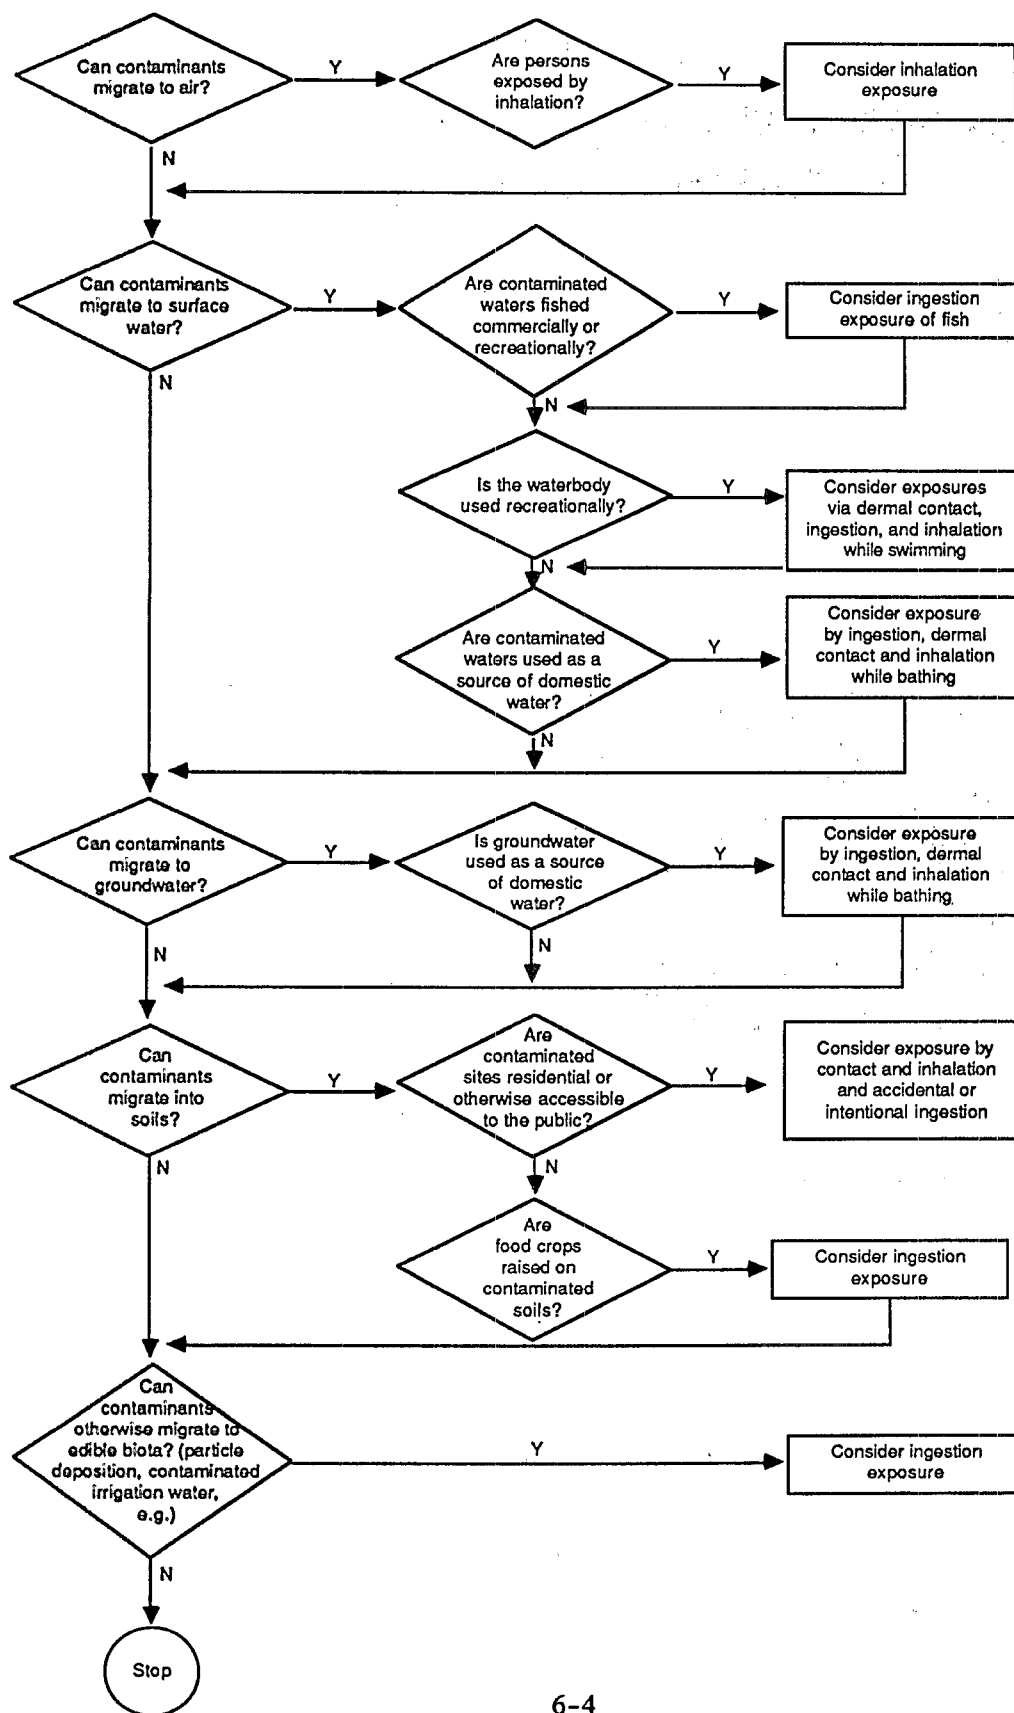 Can contaminants
migrate to air?
Y
Are persons
exposed by
inhalation?
Y
Consider inhalation
exposure
N
Can contaminants
migrate to surface
water?
Y
Are contaminated
waters fished
commercially or
recreationally?
Y
Consider ingestion
exposure of fish
N
N
Is the waterbody
used recreationally?
Y
Consider exposures
via dermal contact,
ingestion, and inhalation
while swimming
N
Are contaminated
waters used as a
source of domestic
water?
Y
Consider exposure
by ingestion, dermal
contact and inhalation
while bathing
N
Can contaminants
migrate to
groundwater?
Y
Is groundwater
used as a source
of domestic
water?
Y
Consider exposure
by ingestion, dermal
contact and inhalation
while bathing
N
N
Can
contaminants
migrate into
soils?
Y
Are
contaminated
sites residential or
otherwise accessible
to the public?
Y
Consider exposure by
contact and inhalation
and accidental or
intentional ingestion
N
N
Are
food crops
raised on
contaminated
soils?
Y
Consider ingestion
exposure
Can
contaminants
otherwise migrate to
edible biota? (particle
deposition, contaminated
irrigation water,
e.g.)
Y
Consider ingestion
exposure
N
Stop
6-4